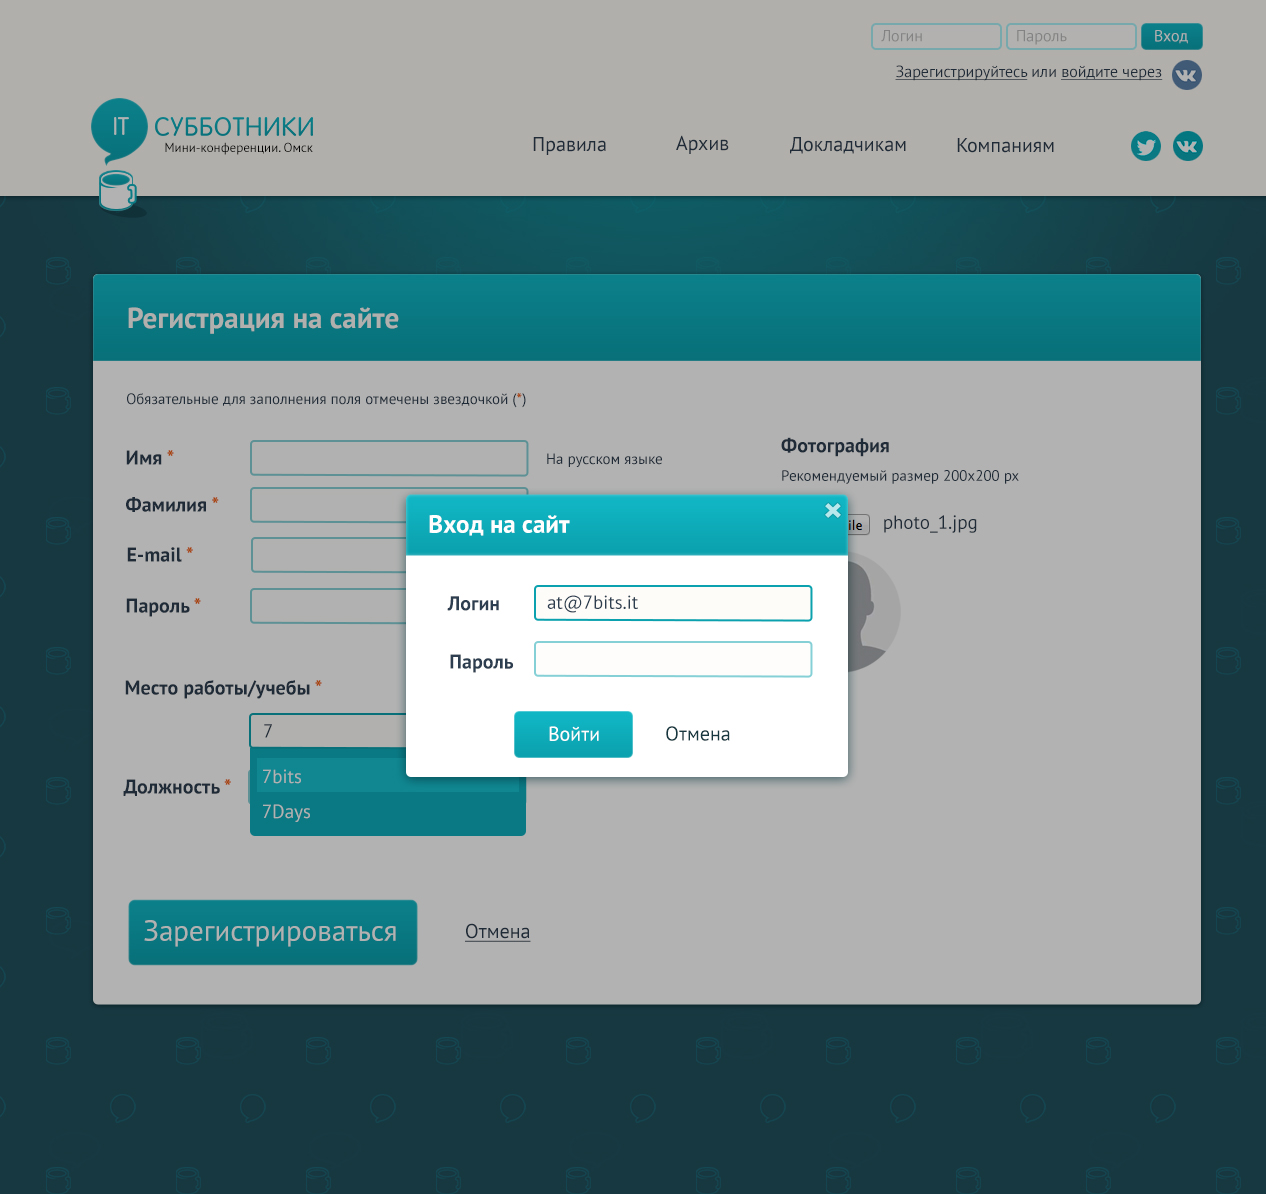 Логин Пароль Вход
Зарегистрируйтесь или войдите через
IT СУББОТНИКИ
Мини-конференции. Омск
Правила Архив Докладчикам Компаниям
Регистрация на сайте
Обязательные для заполнения поля отмечены звездочкой (*)
Имя * На русском языке
Фотография
Рекомендуемый размер 200x200 px
Фамилия *
Вход на сайт
ile photo_1.jpg
E-mail *
Пароль *
Логин at@7bits.it
Пароль
Место работы/учебы *
7
Войти Отмена
7bits
Должность *
7Days
Зарегистрироваться Отмена